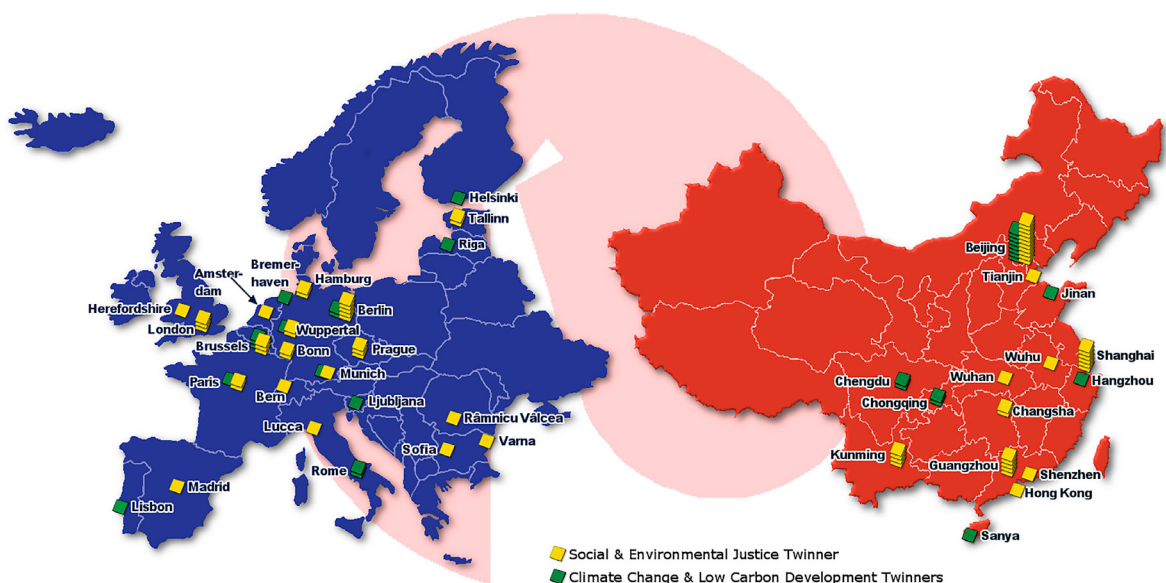 Helsinki
Tallinn
Riga
Bremer-
haven
Hamburg
Amster-
dam
Herefordshire
London
Berlin
Wuppertal
Brussels
Bonn
Prague
Paris
Munich
Bern
Ljubljana
Lucca
Râmnicu Vâlcea
Varna
Sofia
Rome
Madrid
Lisbon
Beijing
Tianjin
Jinan
Shanghai
Wuhu
Hangzhou
Wuhan
Chengdu
Chongqing
Changsha
Kunming
Guangzhou
Shenzhen
Hong Kong
Sanya
Social & Environmental Justice Twinner
Climate Change & Low Carbon Development Twinners